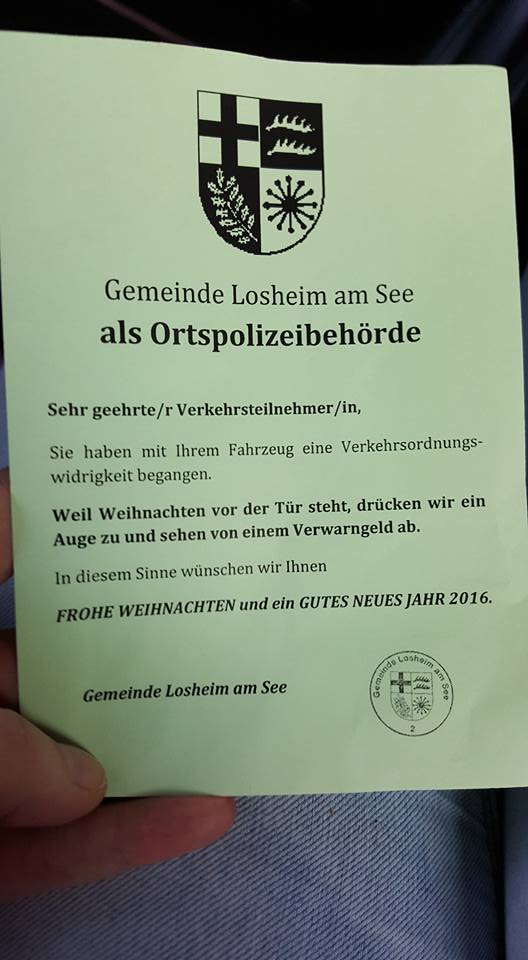 Gemeinde Losheim am See
als Ortspolizeibehörde
Sehr geehrte/r Verkehrsteilnehmer/in,
Sie haben mit Ihrem Fahrzeug eine Verkehrsordnungs-
widrigkeit begangen.
Weil Weihnachten vor der Tür steht, drücken wir ein
Auge zu und sehen von einem Verwarngeld ab.
In diesem Sinne wünschen wir Ihnen
FROHE WEIHNACHTEN und ein GUTES NEUES JAHR 2016.
Gemeinde Losheim am See
Gemeinde Losheim am See
2